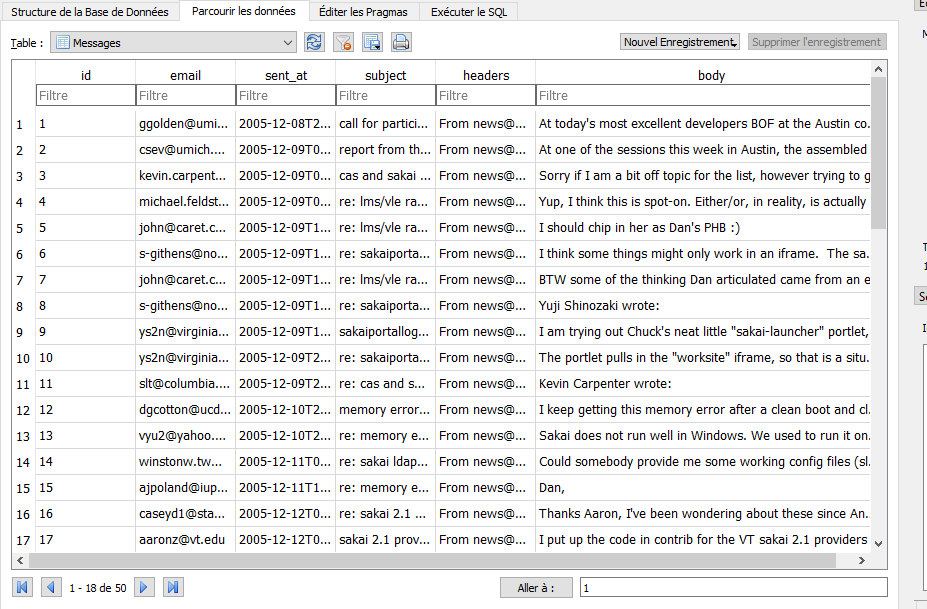 Structure de la Base de Données Parcourir les données Éditer les Pragmas Exécuter le SQL
Table : Messages Nouvel Enregistrement Supprimer l'enregistrement
id email sent_at subject headers body
Filtre Filtre Filtre Filtre Filtre Filtre
1 1 ggolden@umi... 2005-12-08T2... call for partici... From news@... At today's most excellent developers BOF at the Austin co.
2 2 csev@umich.... 2005-12-09T0... report from th... From news@... At one of the sessions this week in Austin, the assembled
3 3 kevin.carpent... 2005-12-09T0... cas and sakai ... From news@... Sorry if I am a bit off topic for the list, however trying to g
4 4 michael.feldst... 2005-12-09T0... re: lms/vle ra... From news@... Yup, I think this is spot-on. Either/or, in reality, is actually
5 5 john@caret.c... 2005-12-09T1... re: lms/vle ra... From news@... I should chip in her as Dan's PHB :)
6 6 s-githens@no... 2005-12-09T1... re: sakaiporta... From news@... I think some things might only work in an iframe. The sa.
7 7 john@caret.c... 2005-12-09T1... re: lms/vle ra... From news@... BTW some of the thinking Dan articulated came from an e
8 8 s-githens@no... 2005-12-09T1... re: sakaiporta... From news@... Yuji Shinozaki wrote:
9 9 ys2n@virginia... 2005-12-09T1... sakaiportallog... From news@... I am trying out Chuck's neat little "sakai-launcher" portlet,
10 10 ys2n@virginia... 2005-12-09T2... re: sakaiporta... From news@... The portlet pulls in the "worksite" iframe, so that is a situ.
11 11 slt@columbia.... 2005-12-09T2... re: cas and s... From news@... Kevin Carpenter wrote:
12 12 dgcotton@ucd... 2005-12-10T2... memory error... From news@... I keep getting this memory error after a clean boot and cl.
13 13 vyu2@yahoo.... 2005-12-10T2... re: memory e... From news@... Sakai does not run well in Windows. We used to run it on.
14 14 winstonw.tw... 2005-12-11T0... re: sakai ldap... From news@... Could somebody provide me some working config files (sl.
15 15 ajpoland@iup... 2005-12-11T1... re: memory e... From news@... Dan,
16 16 caseyd1@sta... 2005-12-12T0... re: sakai 2.1 ... From news@... Thanks Aaron, I've been wondering about these since An.
17 17 aaronz@vt.edu 2005-12-12T0... sakai 2.1 prov... From news@... I put up the code in contrib for the VT sakai 2.1 providers
1 - 18 de 50 Aller à : 1